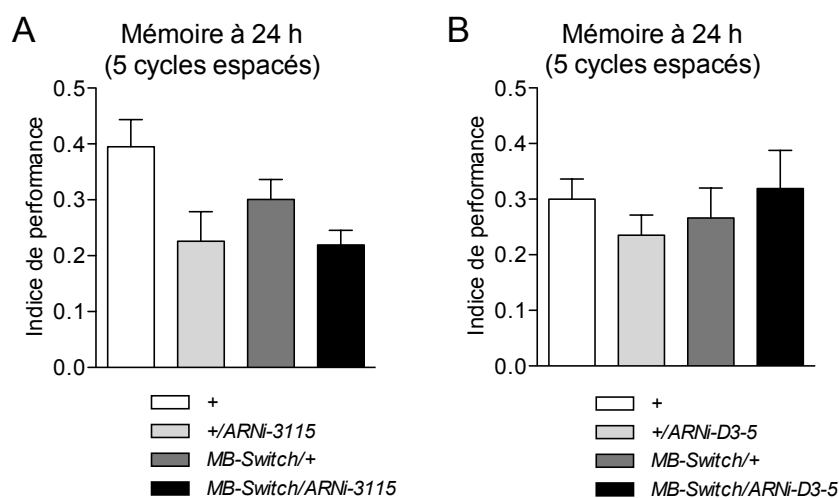 A
Mémoire à 24 h
(5 cycles espacés)
Indice de performance
0.5
0.4
0.3
0.2
0.1
0.0
+
+/ARNi-3115
MB-Switch/+
MB-Switch/ARNi-3115
B
Mémoire à 24 h
(5 cycles espacés)
Indice de performance
0.5
0.4
0.3
0.2
0.1
0.0
+
+/ARNi-D3-5
MB-Switch/+
MB-Switch/ARNi-D3-5